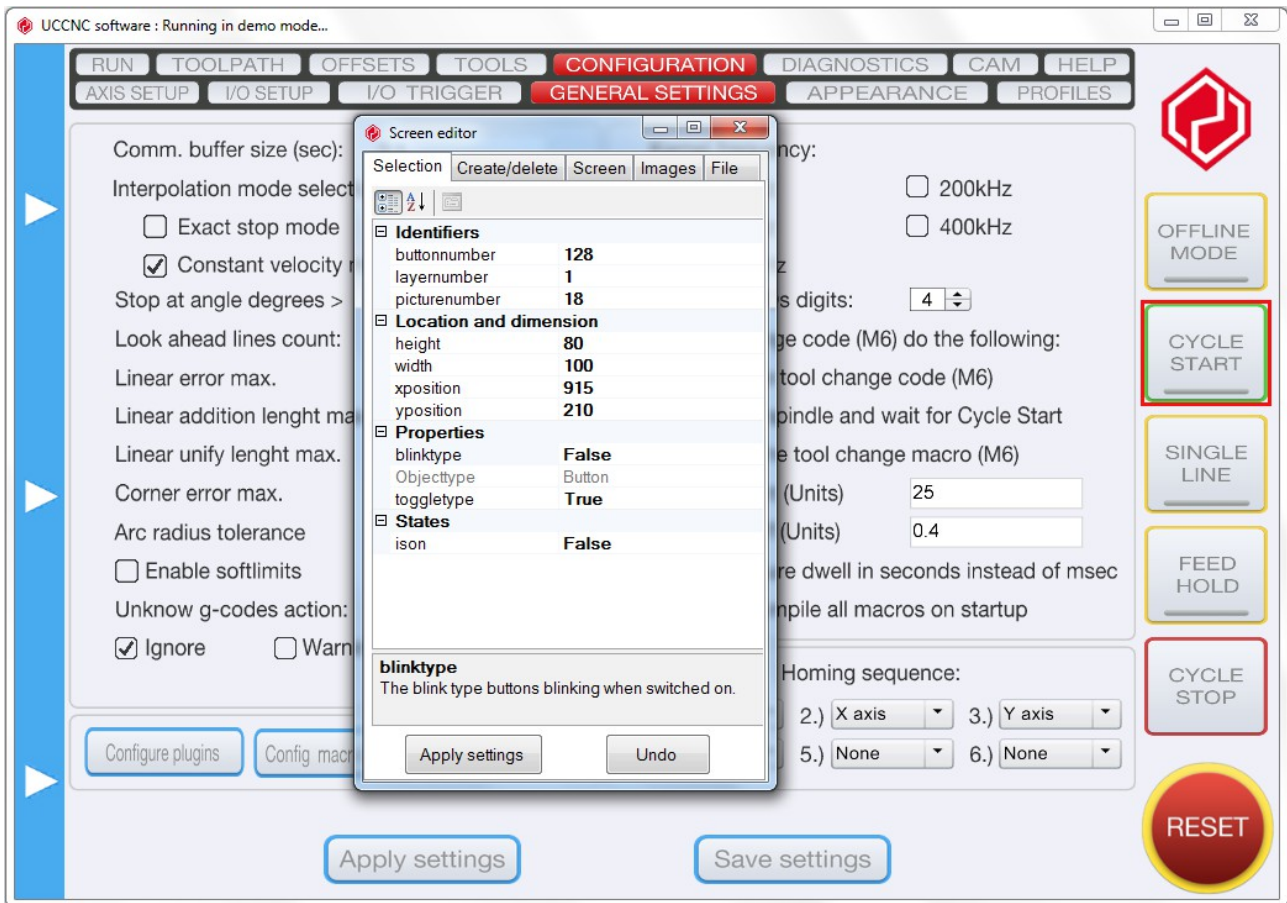 UCCNC software : Running in demo mode...
RUN TOOLPATH OFFSETS TOOLS CONFIGURATION DIAGNOSTICS CAM HELP
AXIS SETUP I/O SETUP I/O TRIGGER GENERAL SETTINGS APPEARANCE PROFILES
Comm. buffer size (sec):
Interpolation mode select
Exact stop mode
Constant velocity
Stop at angle degrees >
Look ahead lines count:
Linear error max.
Linear addition lenght ma
Linear unify lenght max.
Corner error max.
Arc radius tolerance
Enable softlimits
Unknow g-codes action:
Ignore Warn
Configure plugins Config macr
Screen editor
Selection Create/delete Screen Images File
Identifiers
buttonnumber 128
layernumber 1
picturenumber 18
Location and dimension
height 80
width 100
xposition 915
yposition 210
Properties
blinktype False
Objecttype Button
toggletype True
States
ison False
blinktype
The blink type buttons blinking when switched on.
Apply settings Undo
ncy:
200kHz
400kHz
z
s digits: 4
ge code (M6) do the following:
tool change code (M6)
pindle and wait for Cycle Start
e tool change macro (M6)
(Units) 25
(Units) 0.4
re dwell in seconds instead of msec
mpile all macros on startup
Homing sequence:
2.) X axis 3.) Y axis
5.) None 6.) None
Apply settings Save settings
OFFLINE
MODE
CYCLE
START
SINGLE
LINE
FEED
HOLD
CYCLE
STOP
RESET